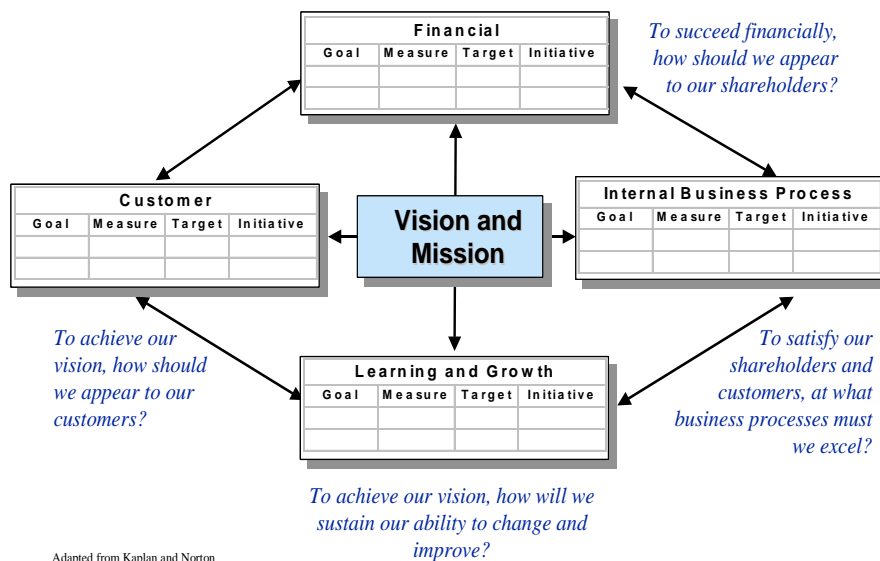 Financial
Goal Measure Target Initiative
To succeed financially,
how should we appear
to our shareholders?
Customer
Goal Measure Target Initiative
Vision and
Mission
Internal Business Process
Goal Measure Target Initiative
To achieve our
vision, how should
we appear to our
customers?
Learning and Growth
Goal Measure Target Initiative
To satisfy our
shareholders and
customers, at what
business processes must
we excel?
To achieve our vision, how will we
sustain our ability to change and
improve?
Adapted from Kaplan and Norton